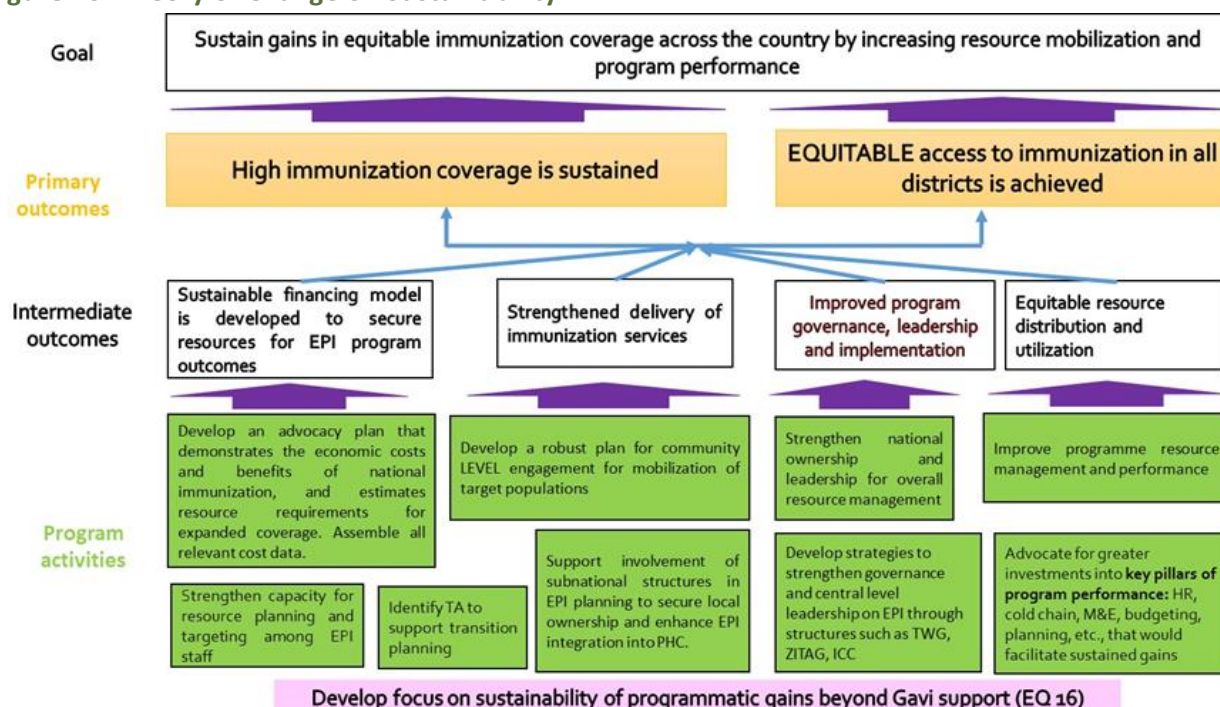 Goal
Sustain gains in equitable immunization coverage across the country by increasing resource mobilization and
program performance
Primary
outcomes
High immunization coverage is sustained
EQUITABLE access to immunization in all
districts is achieved
Intermediate
outcomes
Sustainable financing model
is developed to secure
resources for EPI program
outcomes
Strengthened delivery of
immunization services
Improved program
governance, leadership
and implementation
Equitable resource
distribution and
utilization
Program
activities
Develop an advocacy plan that
demonstrates the economic costs
and benefits of national
immunization, and estimates
resource requirements for
expanded coverage. Assemble all
relevant cost data.
Develop a robust plan for community
LEVEL engagement for mobilization of
target populations
Strengthen national
ownership and
leadership for overall
resource management
Improve programme resource
management and performance
Strengthen capacity for
resource planning and
targeting among EPI
staff
Identify TA to
support transition
planning
Support involvement of
subnational structures in
EPI planning to secure local
ownership and enhance EPI
integration into PHC.
Develop strategies to
strengthen governance
and central level
leadership on EPI through
structures such as TWG,
ZITAG, ICC
Advocate for greater
investments into key pillars of
program performance: HR,
cold chain, M&E, budgeting,
planning, etc., that would
facilitate sustained gains
Develop focus on sustainability of programmatic gains beyond Gavi support (EQ 16)